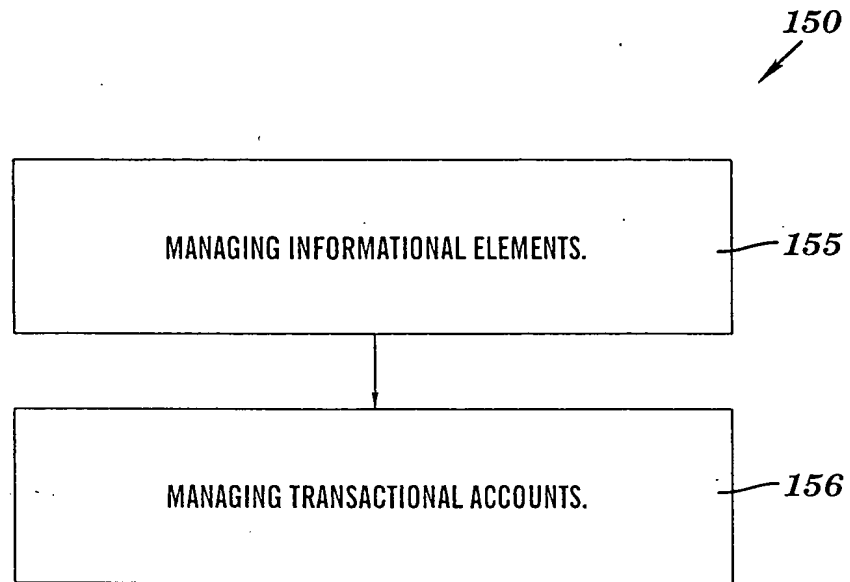 150
MANAGING INFORMATIONAL ELEMENTS.
155
MANAGING TRANSACTIONAL ACCOUNTS.
156